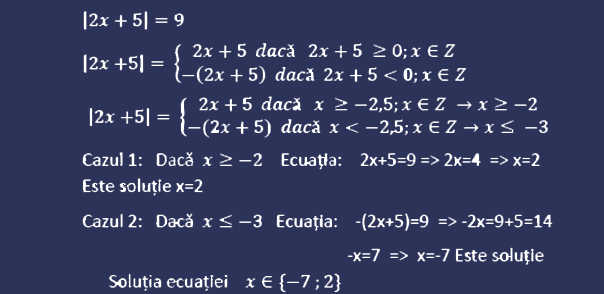 |2x + 5| = 9
|2x +5| = { 2x + 5 dacă 2x + 5 ≥ 0; x ∈ Z
−(2x + 5) dacă 2x + 5 < 0; x ∈ Z
|2x +5| = { 2x + 5 dacă x ≥ −2,5; x ∈ Z → x ≥ −2
−(2x + 5) dacă x < −2,5; x ∈ Z → x ≤ −3
Cazul 1: Dacă x ≥ −2 Ecuația: 2x+5=9 => 2x=4 => x=2
Este soluție x=2
Cazul 2: Dacă x ≤ −3 Ecuația: -(2x+5)=9 => -2x=9+5=14
-x=7 => x=-7 Este soluție
Soluția ecuației x ∈ {−7 ; 2}